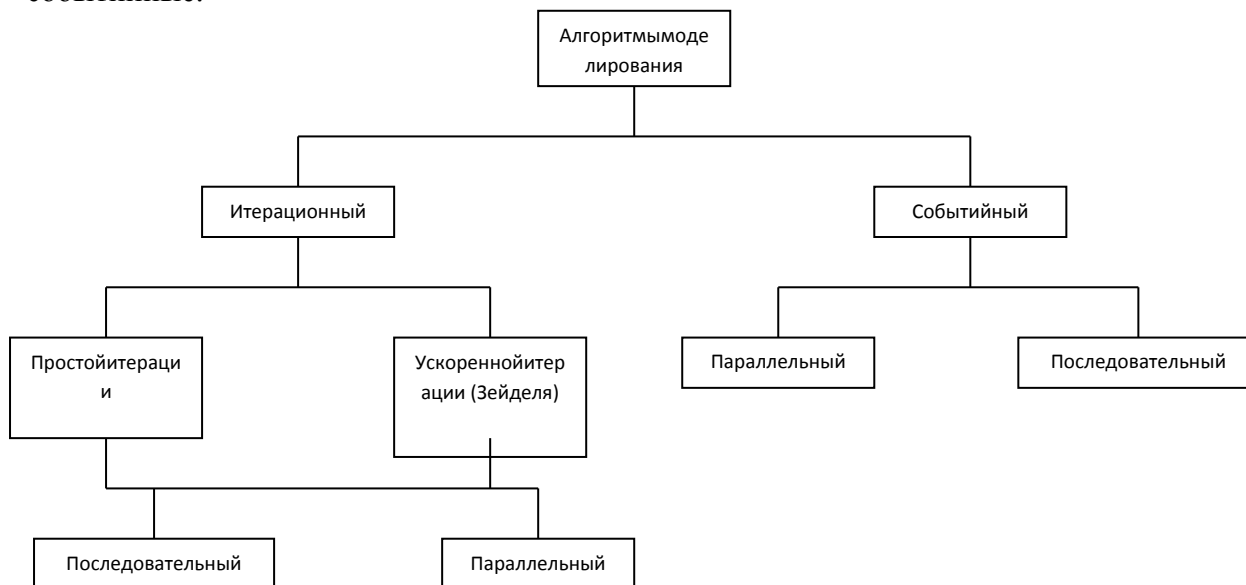 Алгоритмымоде
лирования
Итерационный
Событийный
Простойитераци
и
Ускореннойитер
ации (Зейделя)
Параллельный
Последовательный
Последовательный
Параллельный